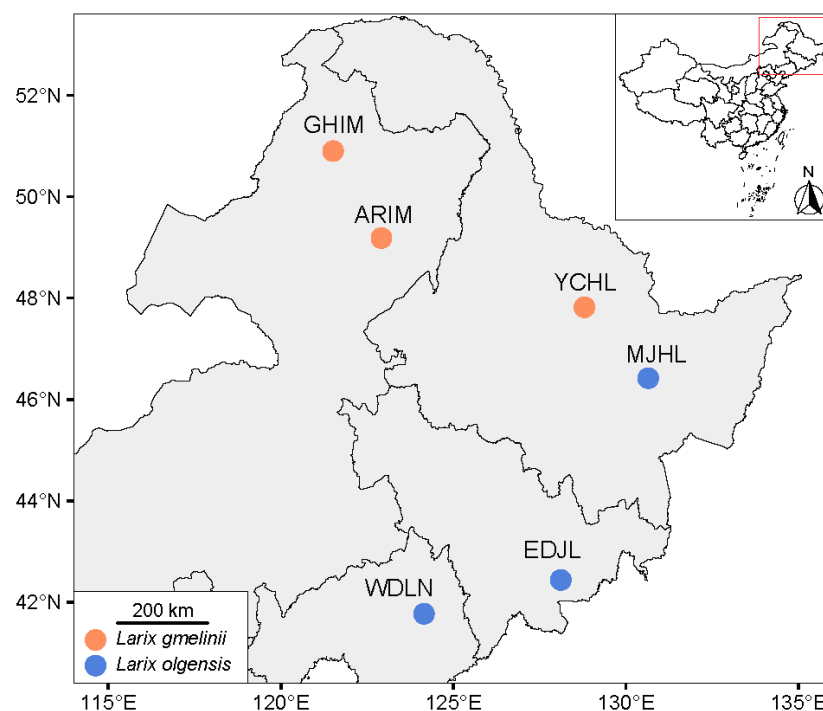 52°N
50°N
48°N
46°N
44°N
42°N
N
GHIM
ARIM
YCHL
MJHL
EDJL
WDLN
200 km
Larix gmelinii
Larix olgensis
115°E
120°E
125°E
130°E
135°E